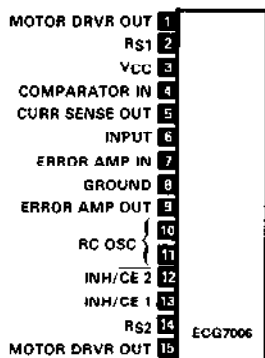 MOTOR DRVR OUT 1
RS1 2
VCC 3
COMPARATOR IN 4
CURR SENSE OUT 5
INPUT 6
ERROR AMP IN 7
GROUND 8
ERROR AMP OUT 9
10
RC OSC {
11
INH/C̅E̅ 2 12
INH/CE 1 13
RS2 14 ECG7006
MOTOR DRVR OUT 15